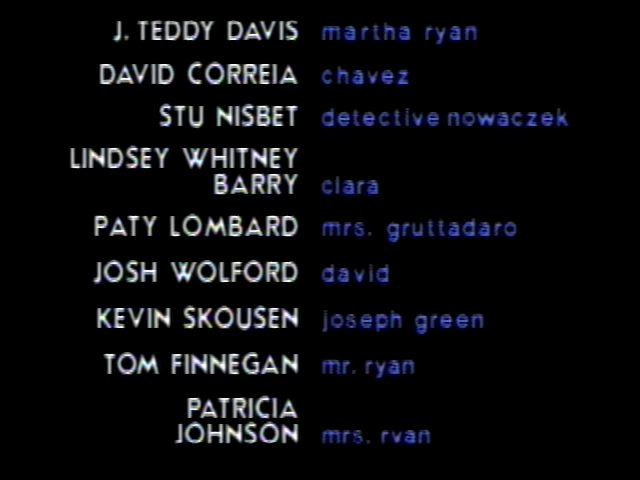 J. TEDDY DAVIS martha ryan
DAVID CORREIA chavez
STU NISBET detective nowaczek
LINDSEY WHITNEY
BARRY clara
PATY LOMBARD mrs. gruttadaro
JOSH WOLFORD david
KEVIN SKOUSEN joseph green
TOM FINNEGAN mr. ryan
PATRICIA
JOHNSON mrs. ryan